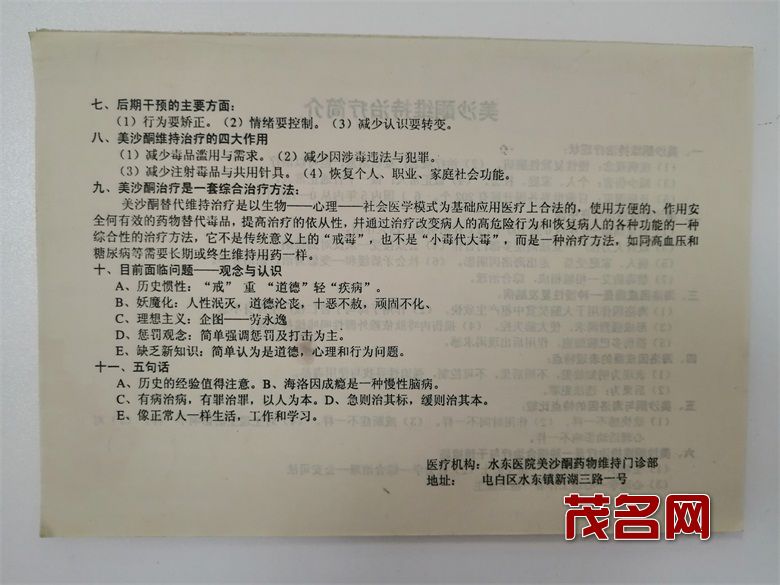 七、后期干预的主要方面：
（1）行为要矫正。（2）情绪要控制。（3）减少认识要转变。
八、美沙酮维持治疗的四大作用
（1）减少毒品滥用与需求。（2）减少因涉毒违法与犯罪。
（3）减少注射毒品与共用针具。（4）恢复个人、职业、家庭社会功能。
九、美沙酮治疗是一套综合治疗方法：
美沙酮替代维持治疗是以生物——心理——社会医学模式为基础应用医疗上合法的，使用方便的、作用安
全何有效的药物替代毒品，提高治疗的依从性，并通过治疗改变病人的高危险行为和恢复病人的各种功能的一种
综合性的治疗方法，它不是传统意义上的“戒毒”，也不是“小毒代大毒”，而是一种治疗方法，如同高血压和
糖尿病等需要长期或终生维持用药一样。
十、目前面临问题——观念与认识
A、历史惯性：“戒” 重 “道德”轻“疾病”。
B、妖魔化：人性泯灭，道德沦丧，十恶不赦，顽固不化、
C、理想主义：企图——劳永逸
D、惩罚观念：简单强调惩罚及打击为主。
E、缺乏新知识：简单认为是道德，心理和行为问题。
十一、五句话
A、历史的经验值得注意。B、海洛因成瘾是一种慢性脑病。
C、有病治病，有罪治罪，以人为本。D、急则治其标，缓则治其本。
E、像正常人一样生活，工作和学习。
医疗机构：水东医院美沙酮药物维持门诊部
地址： 电白区水东镇新湖三路一号
茂名网